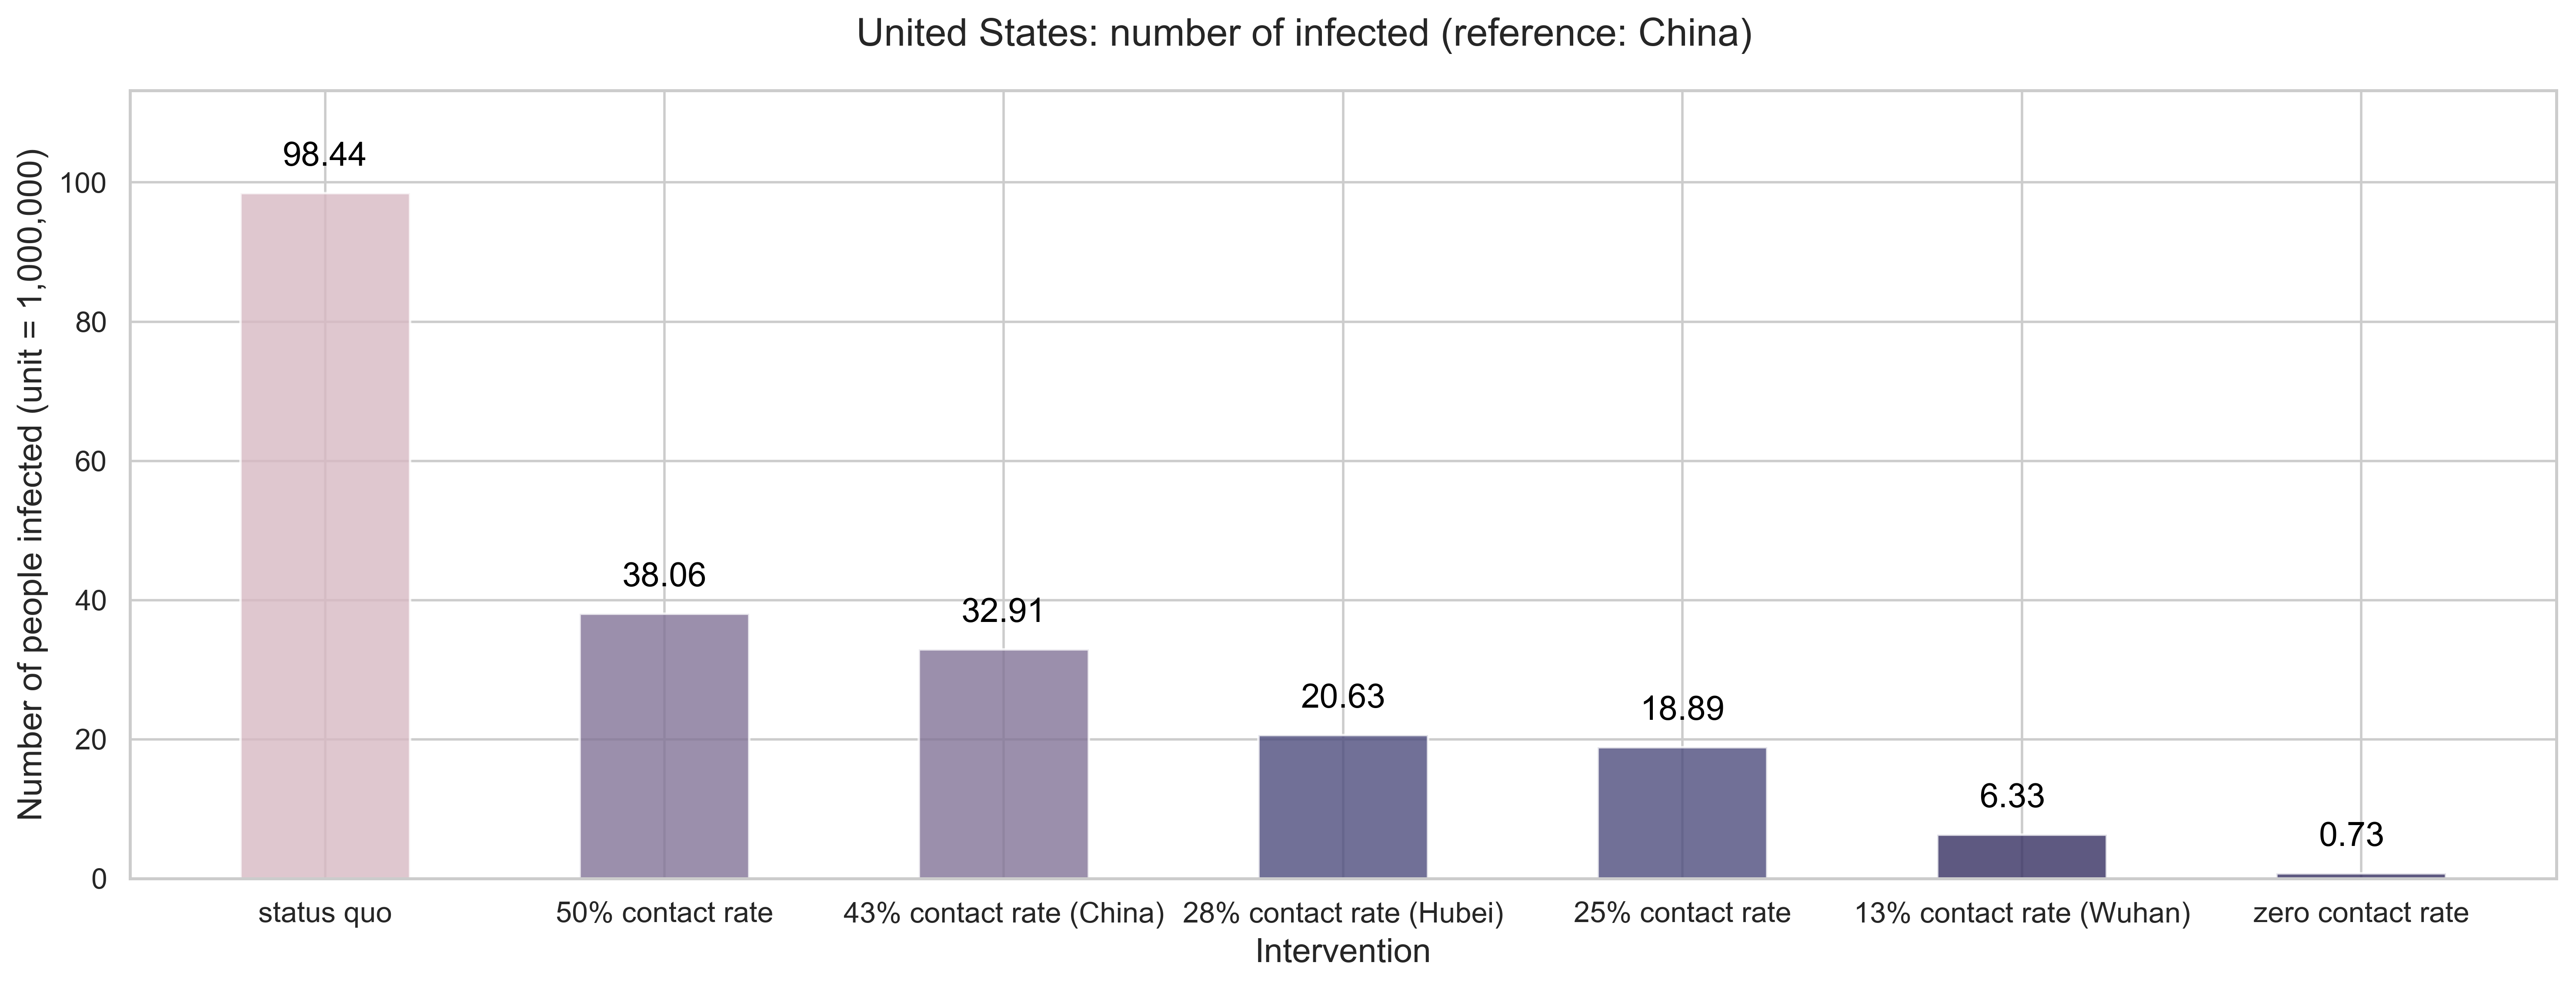 United States: number of infected (reference: China)
Number of people infected (unit = 1,000,000)
100
80
60
40
20
0
98.44
38.06
32.91
20.63
18.89
6.33
0.73
status quo
50% contact rate
43% contact rate (China)
28% contact rate (Hubei)
25% contact rate
13% contact rate (Wuhan)
zero contact rate
Intervention